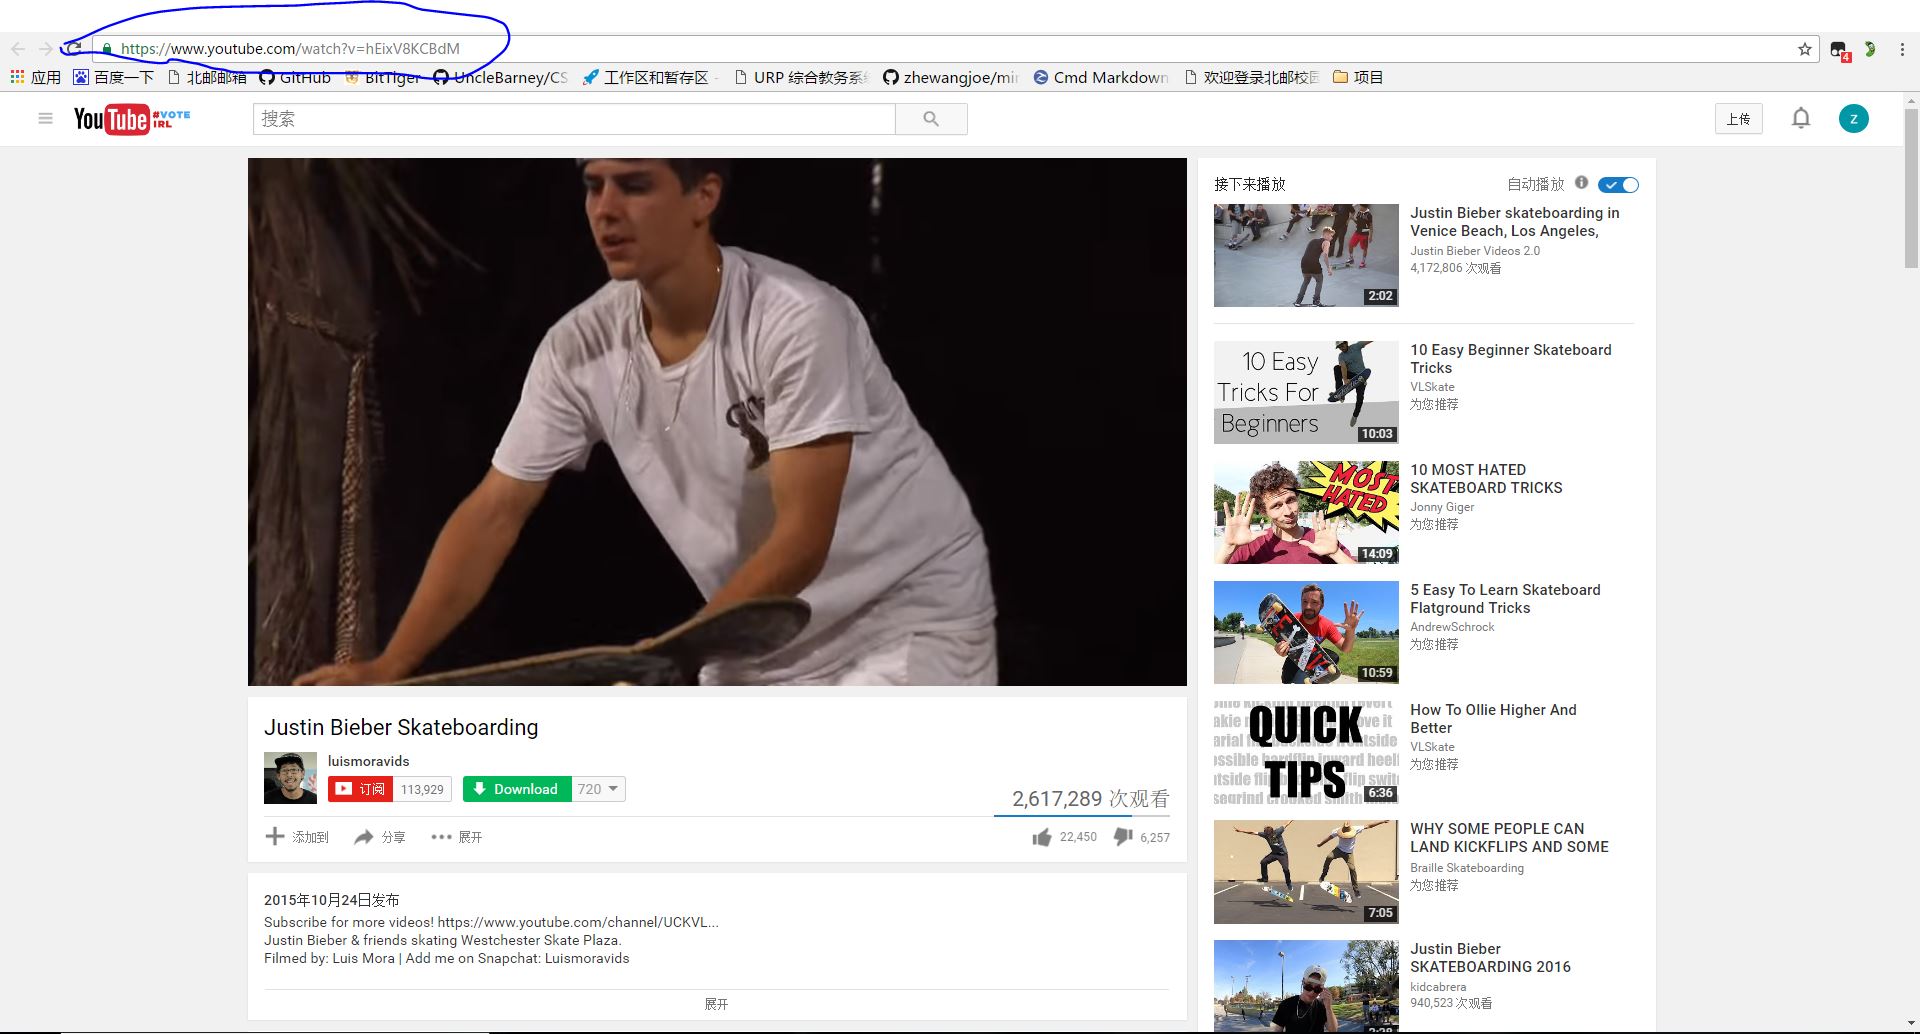 https://www.youtube.com/watch?v=hEixV8KCBdM
4
应用 百度一下 北邮邮箱 GitHub BitTiger UncleBarney/CS 工作区和暂存区 - URP 综合教务系统 zhewangjoe/min Cmd Markdown 欢迎登录北邮校园 项目
YouTube #VOTE IRL
搜索
上传
Z
Justin Bieber Skateboarding
luismoravids
订阅 113,929 Download 720
2,617,289 次观看
添加到 分享 展开
22,450 6,257
2015年10月24日发布
Subscribe for more videos! https://www.youtube.com/channel/UCKVL...
Justin Bieber & friends skating Westchester Skate Plaza.
Filmed by: Luis Mora | Add me on Snapchat: Luismoravids
展开
接下来播放
自动播放
2:02
Justin Bieber skateboarding in
Venice Beach, Los Angeles,
Justin Bieber Videos 2.0
4,172,806 次观看
10 Easy
Tricks For
Beginners
10:03
10 Easy Beginner Skateboard
Tricks
VLSkate
为您推荐
MOST
HATED
14:09
10 MOST HATED
SKATEBOARD TRICKS
Jonny Giger
为您推荐
10:59
5 Easy To Learn Skateboard
Flatground Tricks
AndrewSchrock
为您推荐
QUICK
TIPS
6:36
How To Ollie Higher And
Better
VLSkate
为您推荐
7:05
WHY SOME PEOPLE CAN
LAND KICKFLIPS AND SOME
Braille Skateboarding
为您推荐
Justin Bieber
SKATEBOARDING 2016
kidcabrera
940,523 次观看